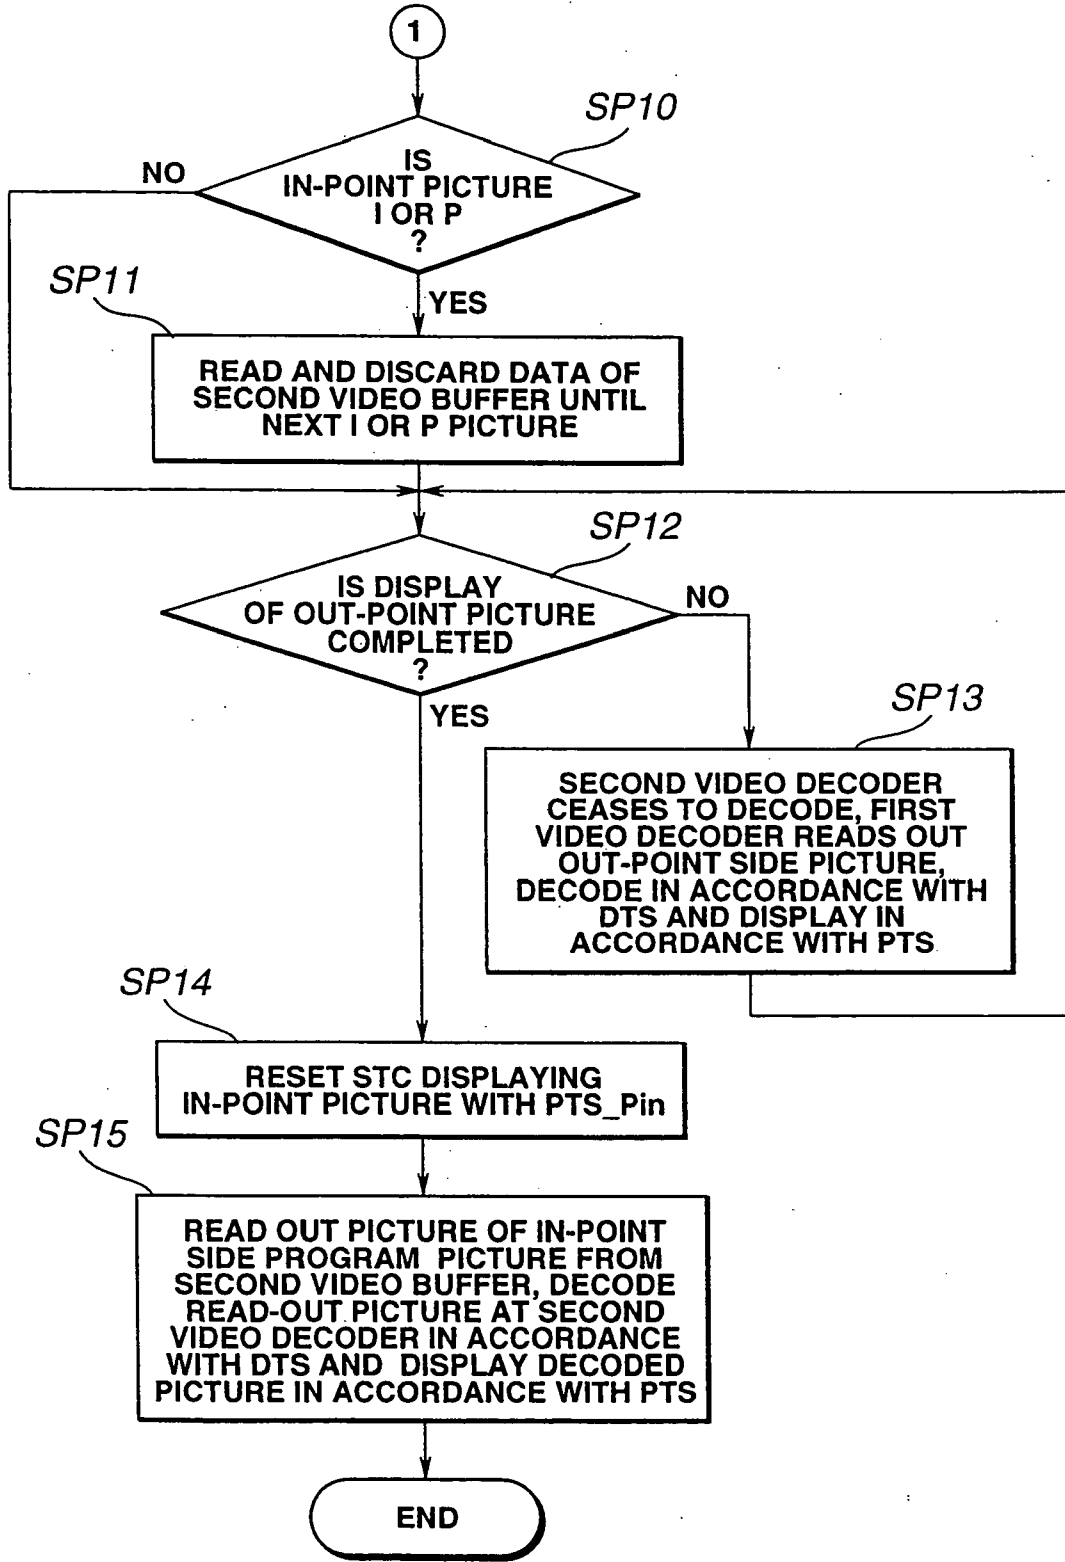 1
SP10
IS
IN-POINT PICTURE
I OR P
?
NO
YES
SP11
READ AND DISCARD DATA OF
SECOND VIDEO BUFFER UNTIL
NEXT I OR P PICTURE
SP12
IS DISPLAY
OF OUT-POINT PICTURE
COMPLETED
?
NO
YES
SP13
SECOND VIDEO DECODER
CEASES TO DECODE, FIRST
VIDEO DECODER READS OUT
OUT-POINT SIDE PICTURE,
DECODE IN ACCORDANCE WITH
DTS AND DISPLAY IN
ACCORDANCE WITH PTS
SP14
RESET STC DISPLAYING
IN-POINT PICTURE WITH PTS_Pin
SP15
READ OUT PICTURE OF IN-POINT
SIDE PROGRAM PICTURE FROM
SECOND VIDEO BUFFER, DECODE
READ-OUT PICTURE AT SECOND
VIDEO DECODER IN ACCORDANCE
WITH DTS AND DISPLAY DECODED
PICTURE IN ACCORDANCE WITH PTS
END